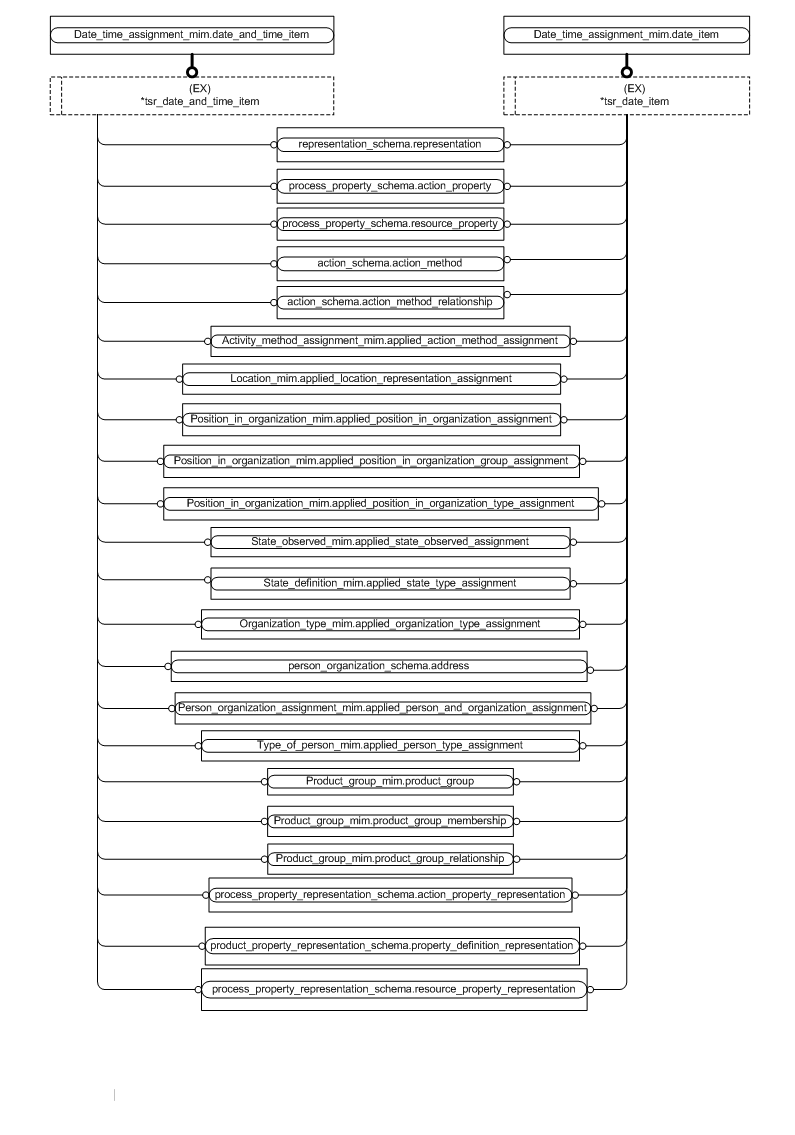 Date_time_assignment_mim.date_and_time_item
Date_time_assignment_mim.date_item
(EX)
*tsr_date_and_time_item
(EX)
*tsr_date_item
representation_schema.representation
process_property_schema.action_property
process_property_schema.resource_property
action_schema.action_method
action_schema.action_method_relationship
Activity_method_assignment_mim.applied_action_method_assignment
Location_mim.applied_location_representation_assignment
Position_in_organization_mim.applied_position_in_organization_assignment
Position_in_organization_mim.applied_position_in_organization_group_assignment
Position_in_organization_mim.applied_position_in_organization_type_assignment
State_observed_mim.applied_state_observed_assignment
State_definition_mim.applied_state_type_assignment
Organization_type_mim.applied_organization_type_assignment
person_organization_schema.address
Person_organization_assignment_mim.applied_person_and_organization_assignment
Type_of_person_mim.applied_person_type_assignment
Product_group_mim.product_group
Product_group_mim.product_group_membership
Product_group_mim.product_group_relationship
process_property_representation_schema.action_property_representation
product_property_representation_schema.property_definition_representation
process_property_representation_schema.resource_property_representation